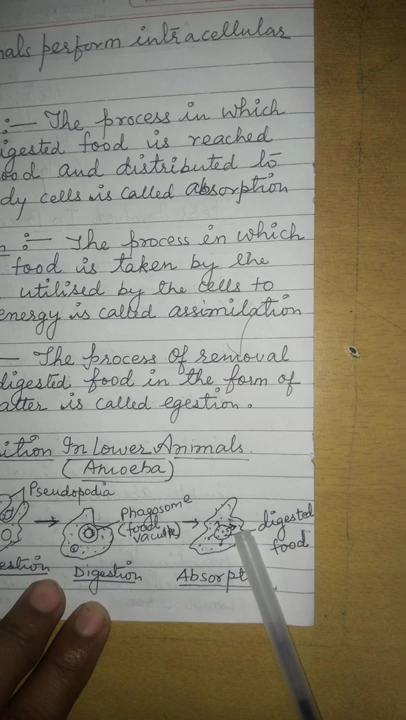 nals perform intracellular
:— The process in which
igested food is reached
ood and distributed to
dy cells is called absorption
n :— The process in which
food is taken by the
utilised by the cells to
energy is called assimilation
— The process of removal
digested food in the form of
atter is called egestion.
ition In Lower Animals
(Amoeba)
Pseudopodia
Phagosome
(food
vacuole)
digested
food
estion
Digestion
Absorpt